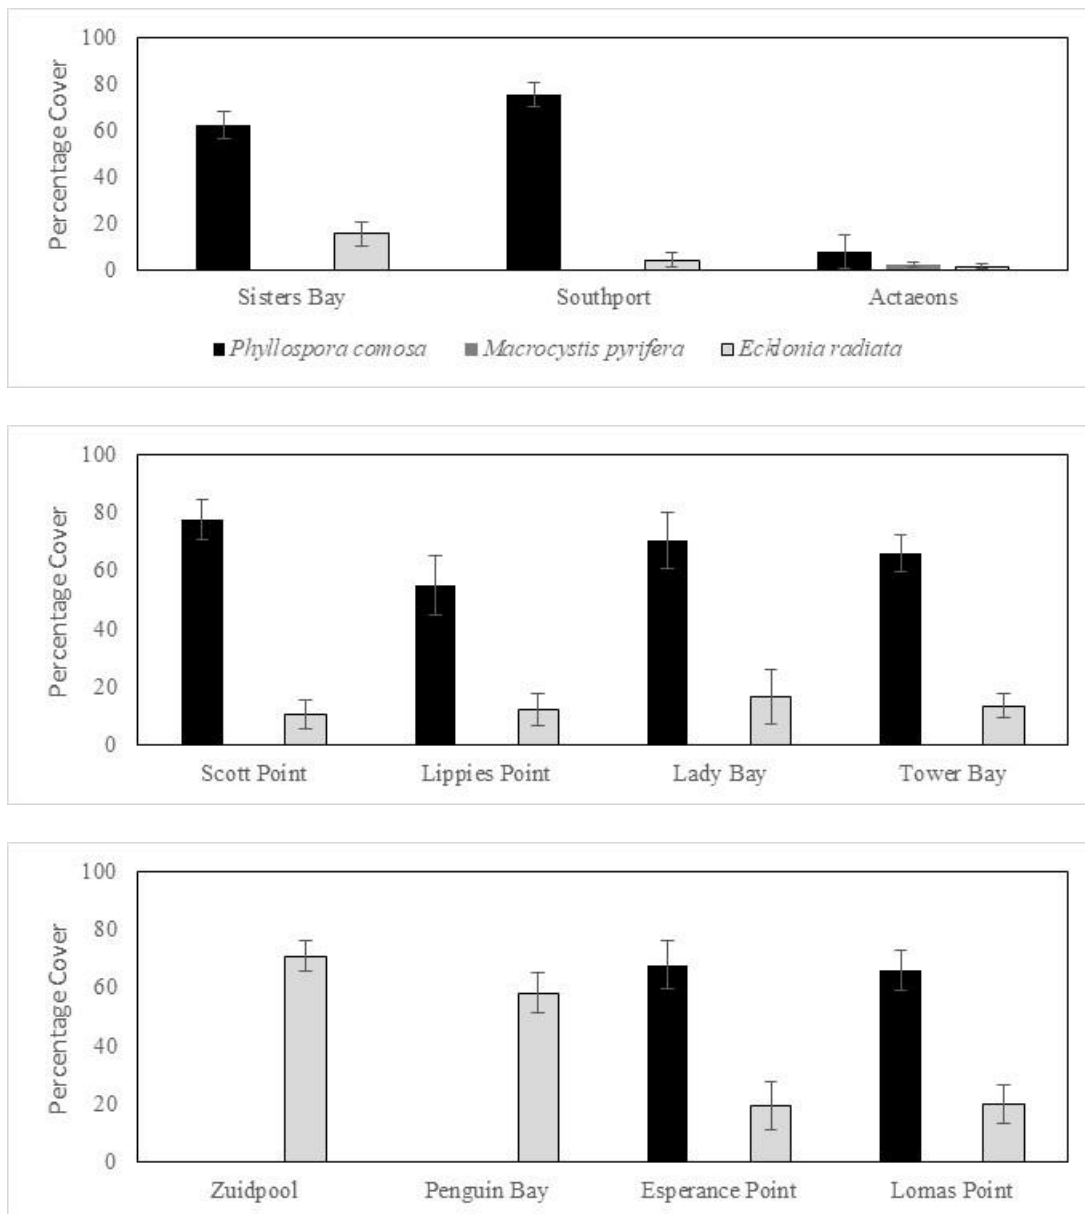 100
80
60
40
20
0
Percentage Cover
Sisters Bay Southport Actaeons
Phyllospora comosa Macrocystis pyrifera Ecklonia radiata
100
80
60
40
20
0
Percentage Cover
Scott Point Lippies Point Lady Bay Tower Bay
100
80
60
40
20
0
Percentage Cover
Zuidpool Penguin Bay Esperance Point Lomas Point